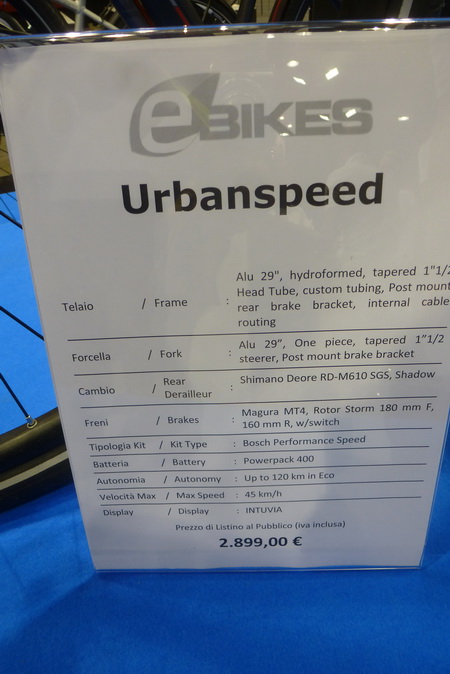 eBIKES
Urbanspeed
Telaio / Frame : Alu 29", hydroformed, tapered 1"1/2
Head Tube, custom tubing, Post mount
rear brake bracket, internal cable
routing
Forcella / Fork : Alu 29", One piece, tapered 1"1/2
steerer, Post mount brake bracket
Cambio / Rear Derailleur : Shimano Deore RD-M610 SGS, Shadow
Freni / Brakes : Magura MT4, Rotor Storm 180 mm F,
160 mm R, w/switch
Tipologia Kit / Kit Type : Bosch Performance Speed
Batteria / Battery : Powerpack 400
Autonomia / Autonomy : Up to 120 km in Eco
Velocità Max / Max Speed : 45 km/h
Display / Display : INTUVIA
Prezzo di Listino al Pubblico (iva inclusa)
2.899,00 €